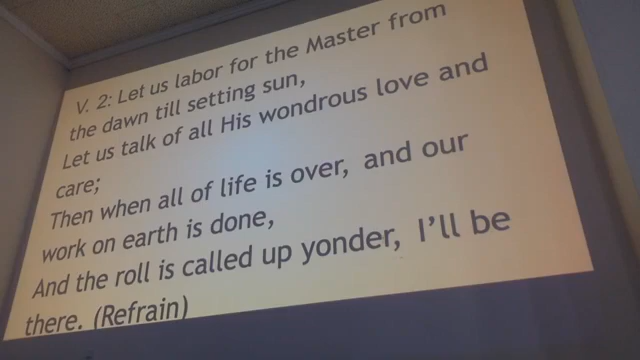 V. 2: Let us labor for the Master from
the dawn till setting sun,
Let us talk of all His wondrous love and
care;
Then when all of life is over, and our
work on earth is done,
And the roll is called up yonder, I'll be
there. (Refrain)